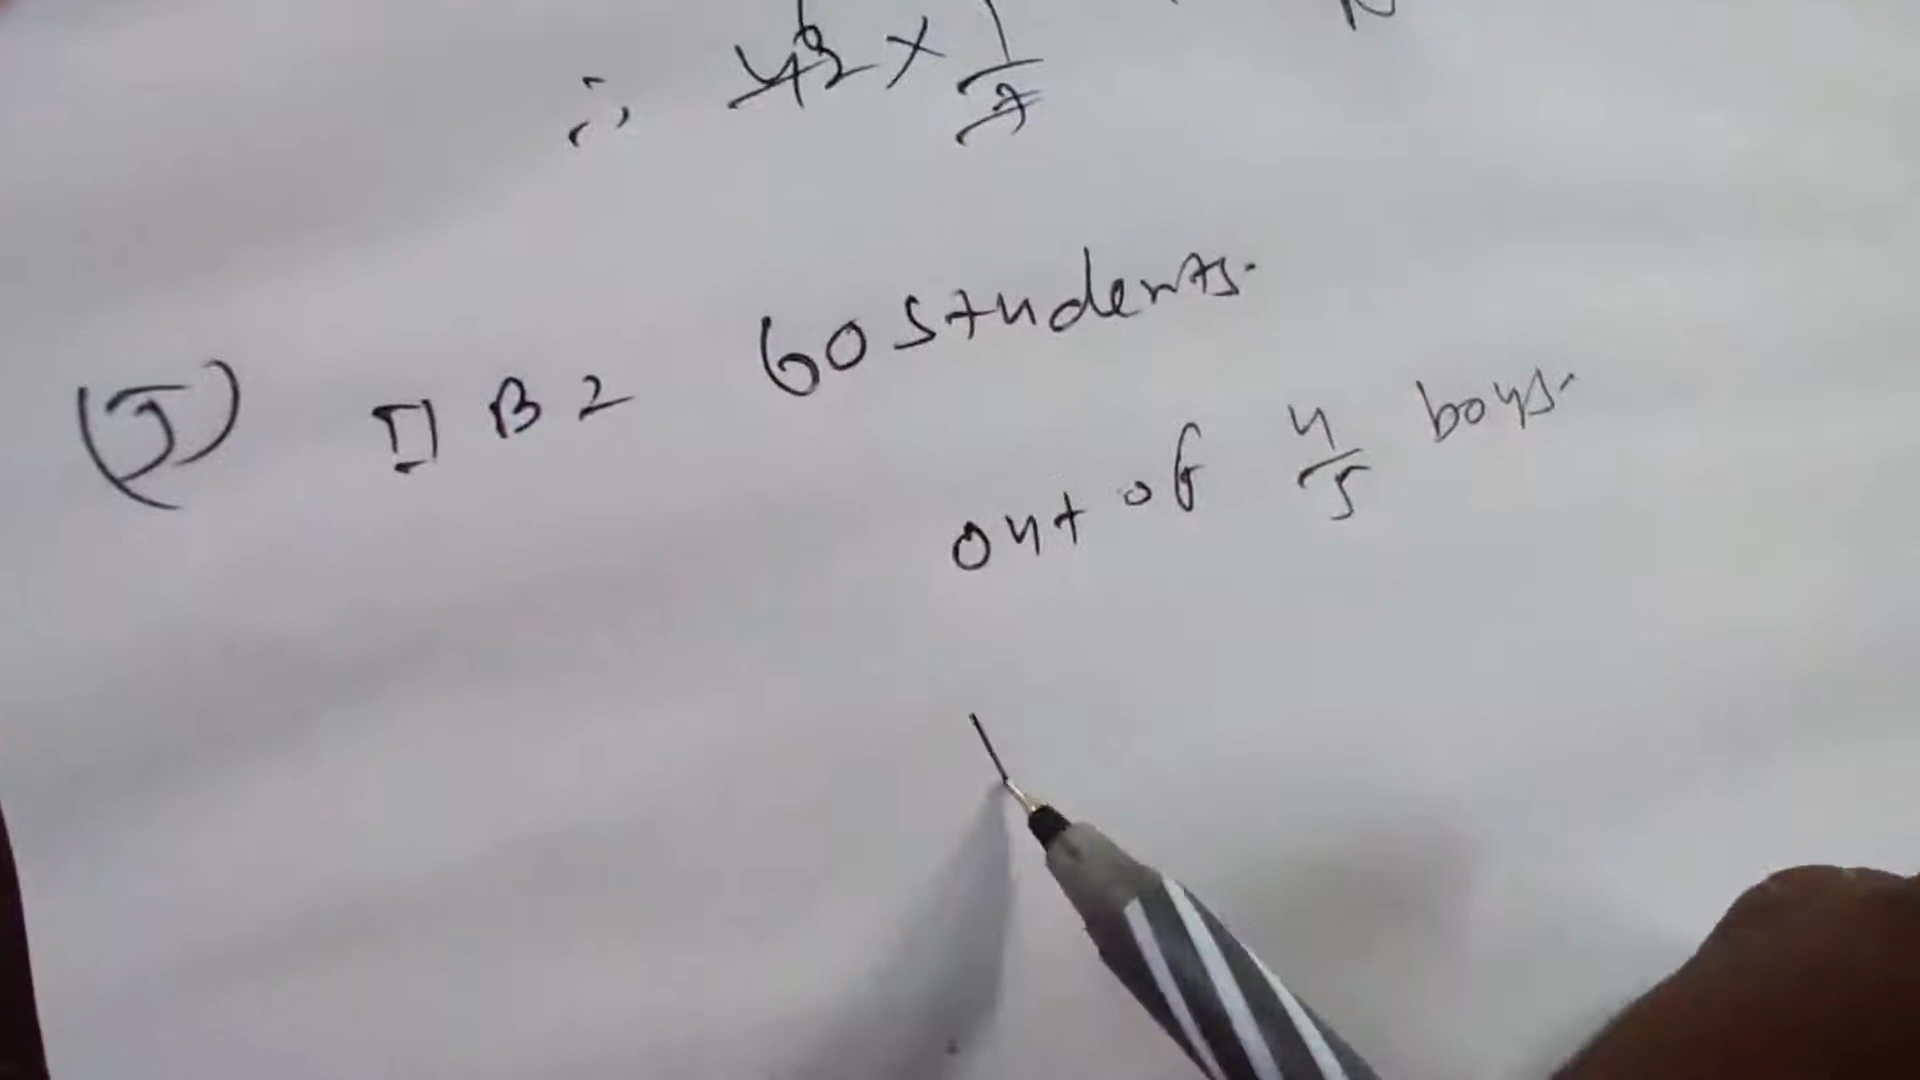 ∴ 42 × 1/7
(5) II B 2 60 students.
out of 4/5 boys.